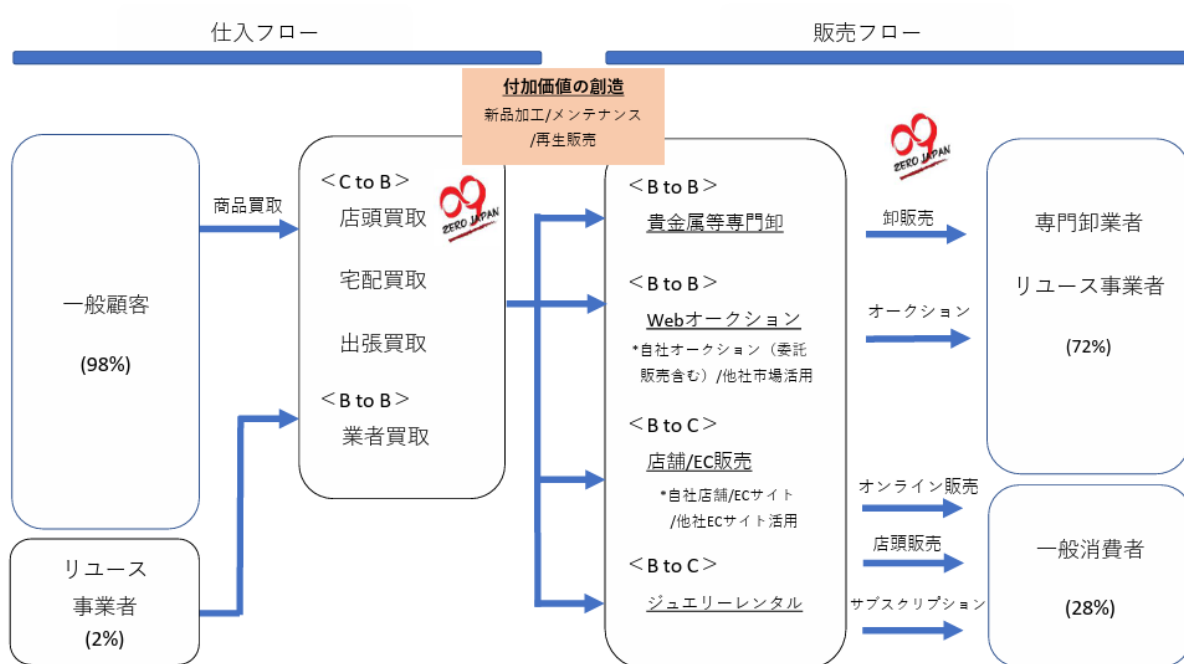 仕入フロー
販売フロー
付加価値の創造
新品加工/メンテナンス
/再生販売
一般顧客
(98%)
リユース
事業者
(2%)
商品買取
＜C to B＞
店頭買取
宅配買取
出張買取
＜B to B＞
業者買取
ZERO JAPAN
＜B to B＞
貴金属等専門卸
＜B to B＞
Webオークション
*自社オークション（委託
販売含む）/他社市場活用
＜B to C＞
店舗/EC販売
*自社店舗/ECサイト
/他社ECサイト活用
＜B to C＞
ジュエリーレンタル
ZERO JAPAN
卸販売
オークション
オンライン販売
店頭販売
サブスクリプション
専門卸業者
リユース事業者
(72%)
一般消費者
(28%)